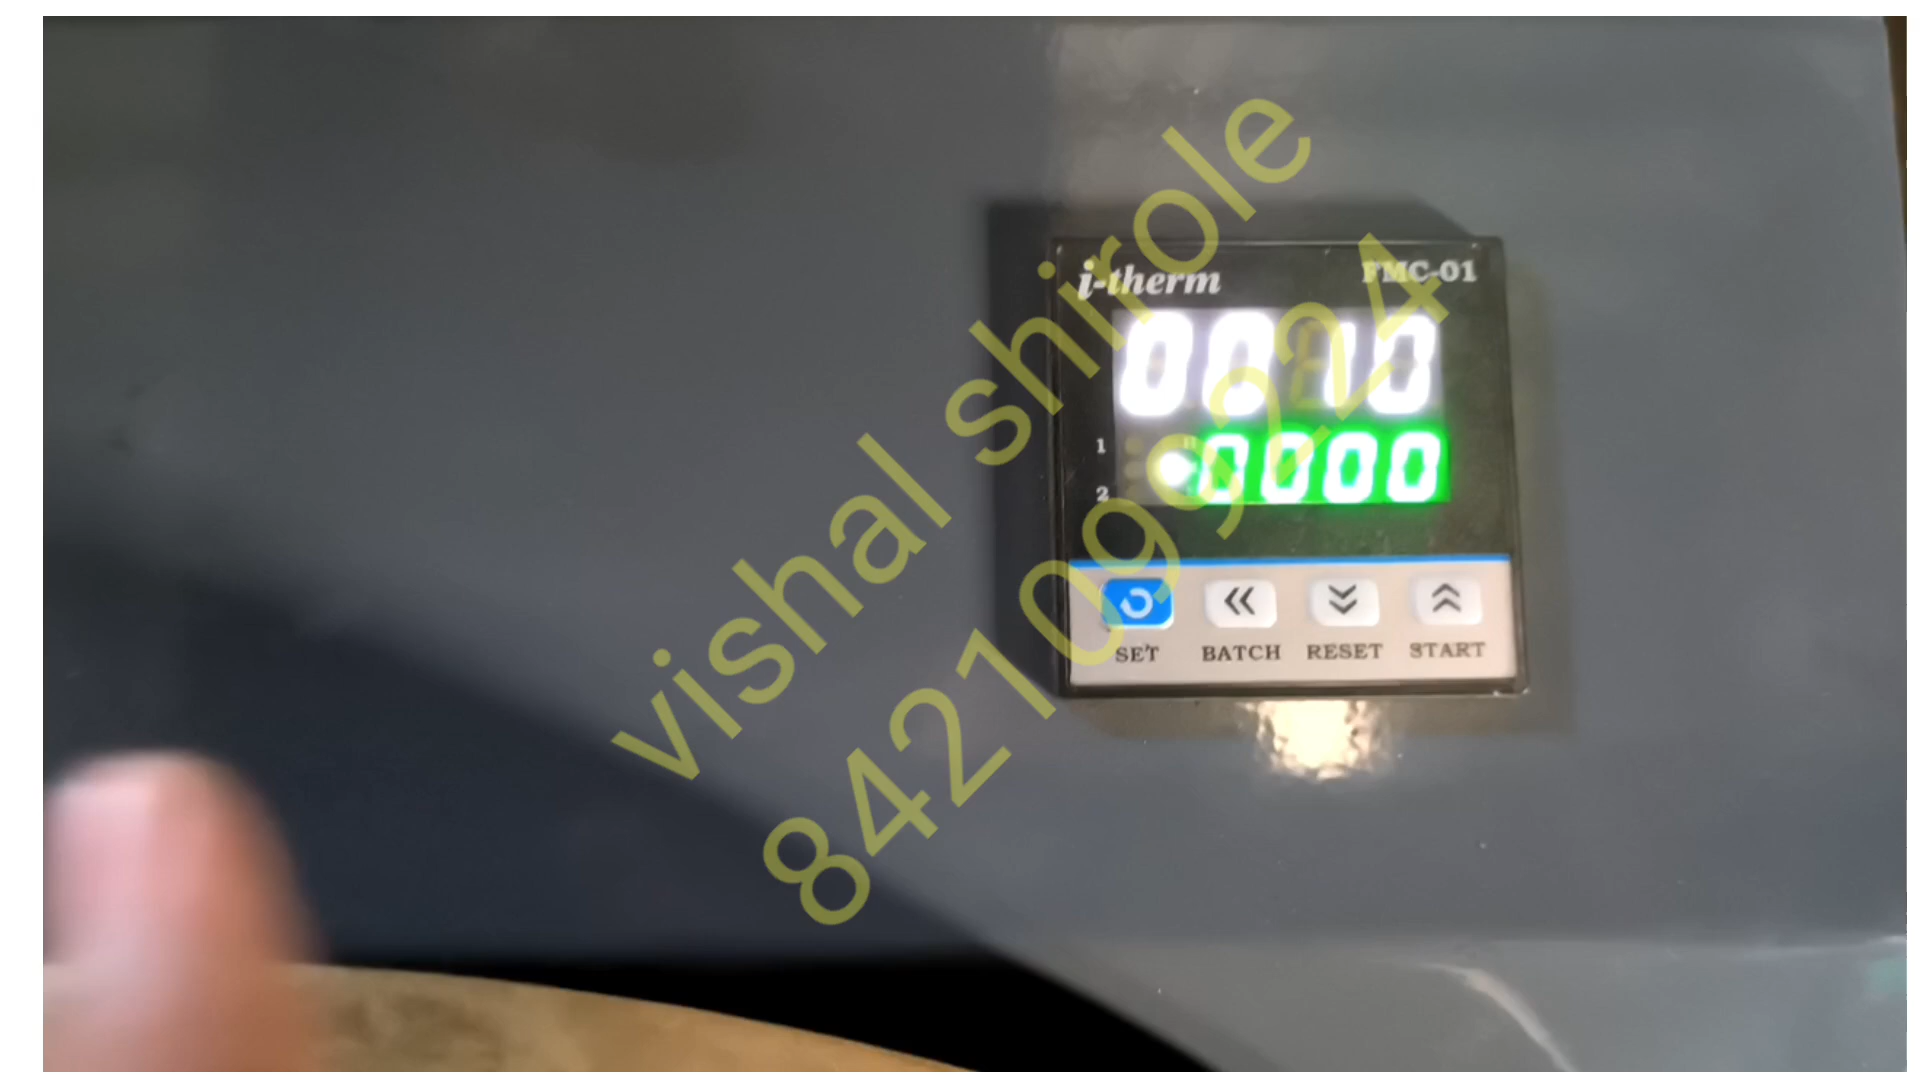 i-therm FMC-01
0010
1
0000
2
SET BATCH RESET START
vishal shirole
8421099224